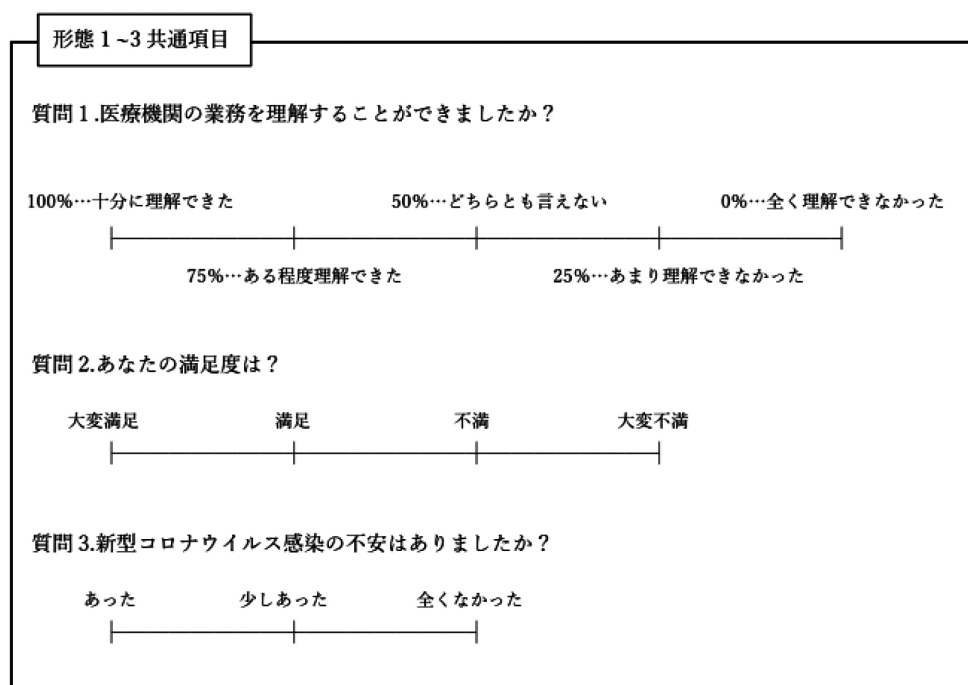 形態1~3共通項目
質問1.医療機関の業務を理解することができましたか？
100%…十分に理解できた 50%…どちらとも言えない 0%…全く理解できなかった
75%…ある程度理解できた 25%…あまり理解できなかった
質問2.あなたの満足度は？
大変満足 満足 不満 大変不満
質問3.新型コロナウイルス感染の不安はありましたか？
あった 少しあった 全くなかった